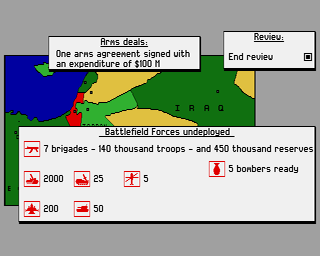 Arms deals:
One arms agreement signed with
an expenditure of $100 M
Review:
End review
I R A Q
Battlefield Forces undeployed
7 brigades - 140 thousand troops - and 450 thousand reserves
5 bombers ready
2000 25 5
200 50